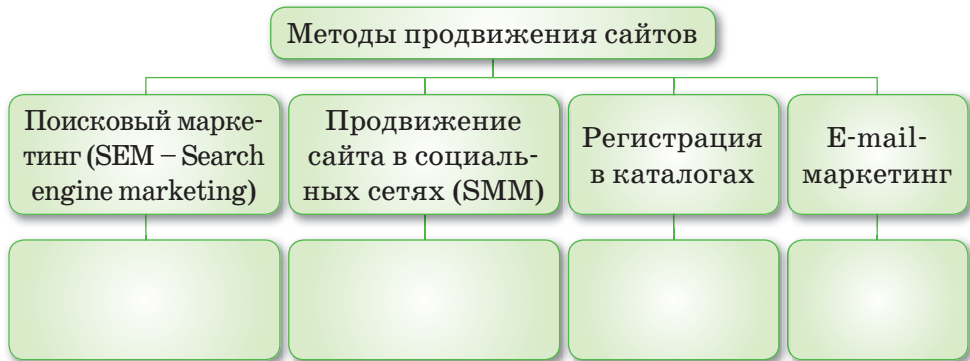 Методы продвижения сайтов
Поисковый марке-
тинг (SEM – Search
engine marketing)
Продвижение
сайта в социаль-
ных сетях (SMM)
Регистрация
в каталогах
E-mail-
маркетинг